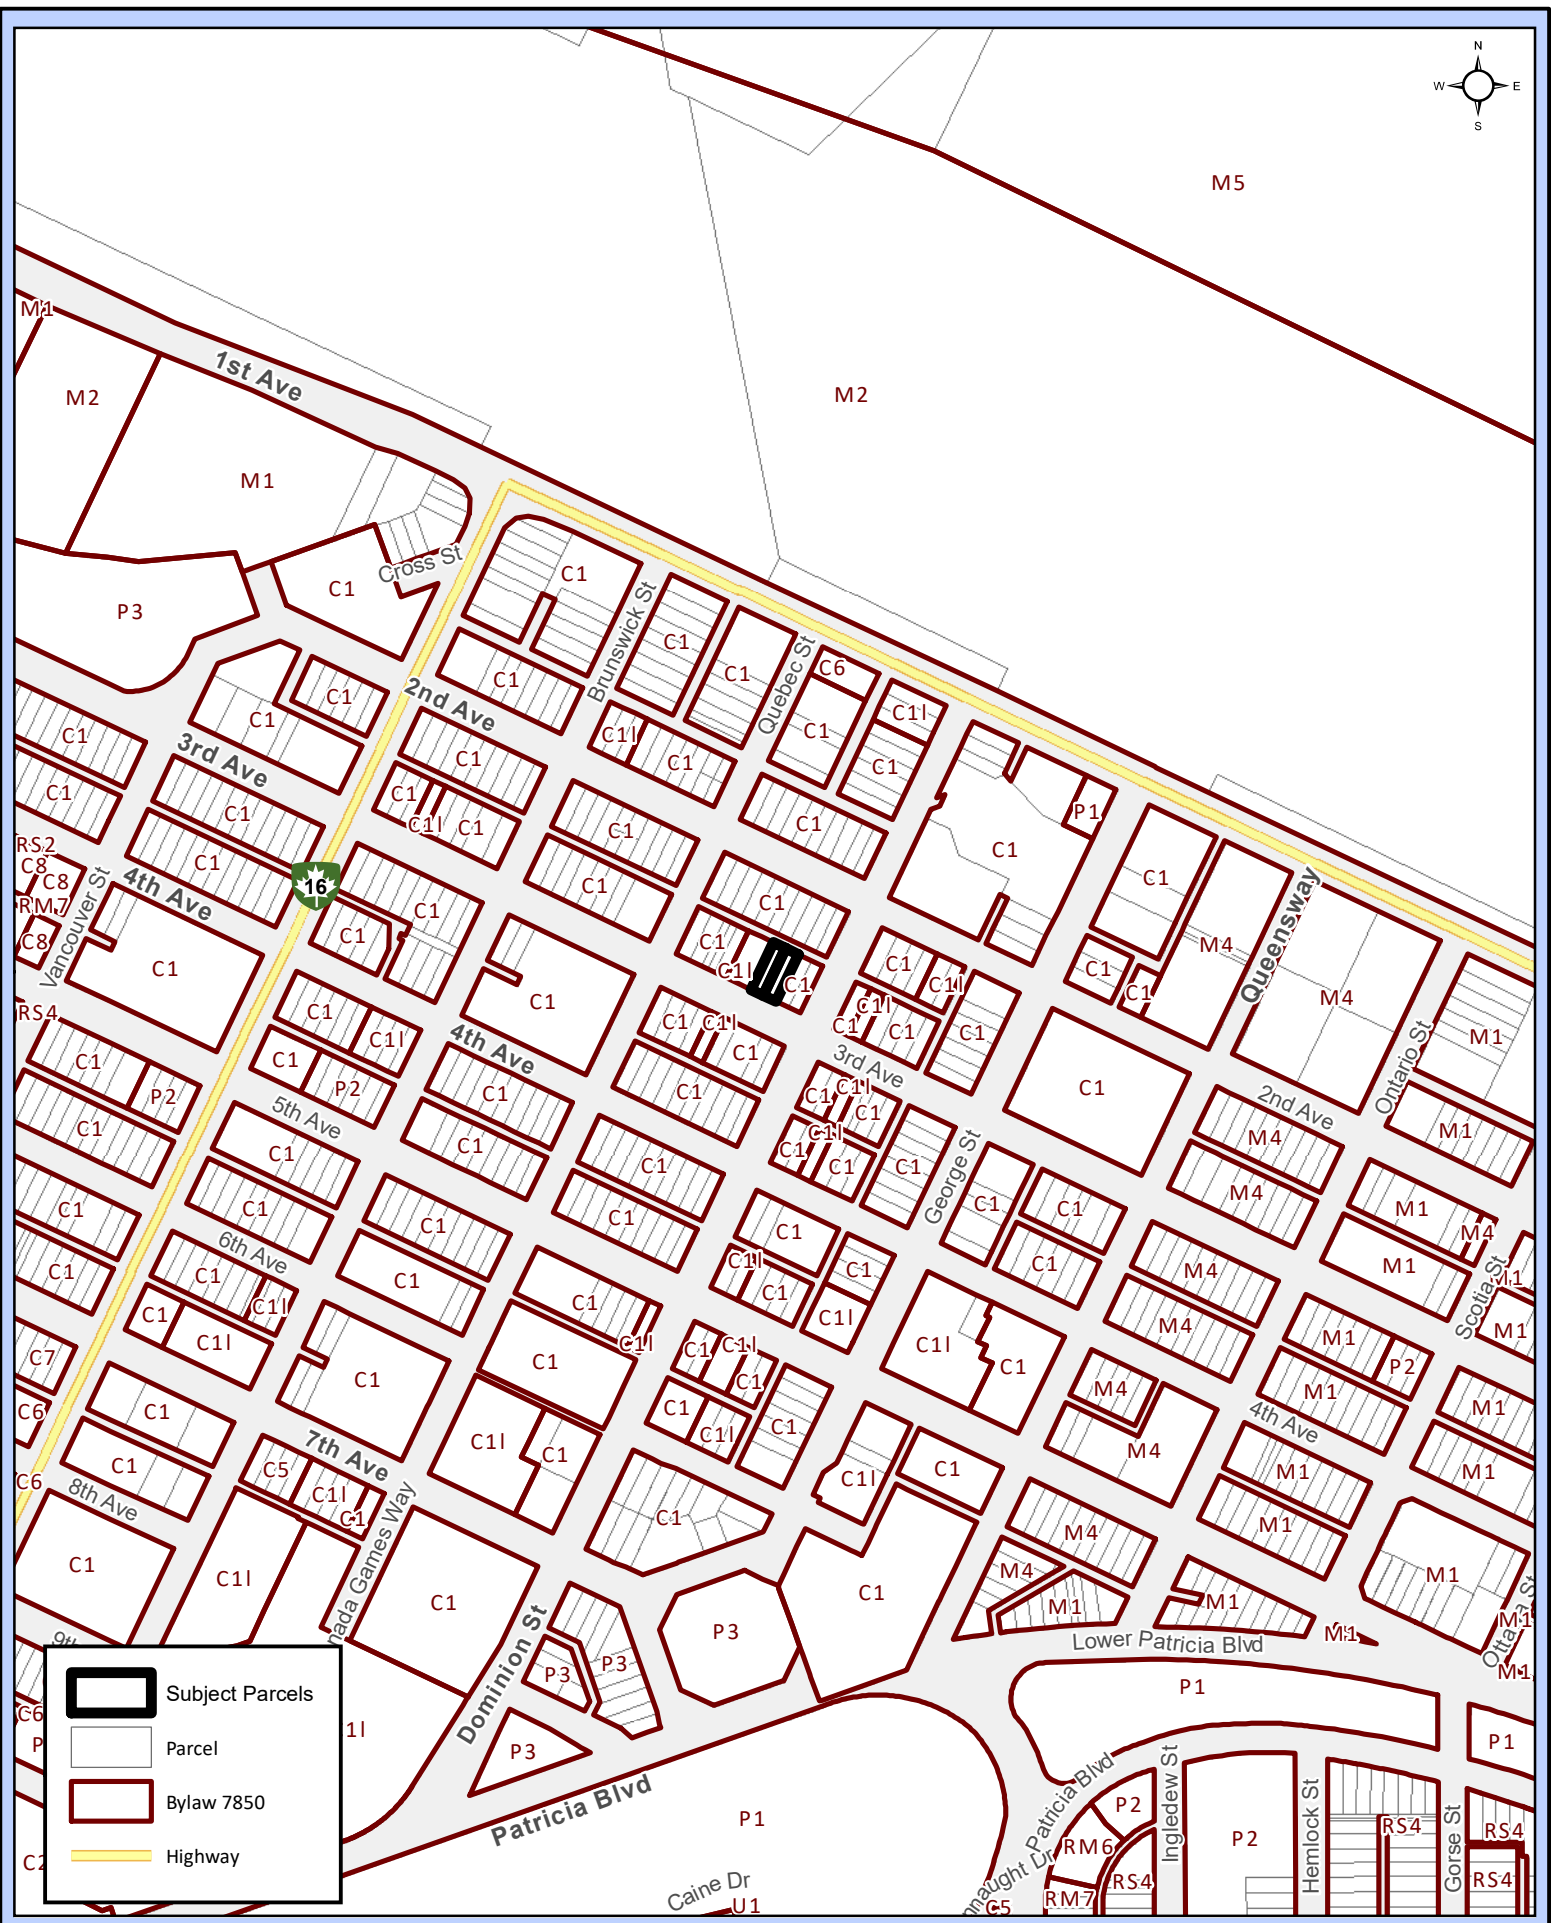 N
W E
S
M5
M1
1st Ave
M2
M2
M1
Cross St
C1
C1
P3
Brunswick St
C1
C1
Quebec St
C6
C1
C1
2nd Ave
C1l
C1
C1
C1l
C1
C1
3rd Ave
C1
C1
C1
C1
C1
C1l
C1
C1
C1
P1
C1
RS2
C8
C8
RM7
C8
Vancouver St
4th Ave
C1
16
C1
C1
C1
C1
C1
M4
Queensway
C1
C1
C1
C1l
C1
C1
C1l
C1
C1
M4
RS4
C1
C1l
4th Ave
C1
C1l
C1
C1l
C1
C1
C1
M1
Ontario St
C1
P2
C1
P2
C1
C1
3rd Ave
C1
C1l
C1
C1
2nd Ave
M4
M1
C1
5th Ave
C1
C1
C1
C1l
C1
C1
C1
George St
M4
C1
C1
C1
C1
C1
C1
C1
M1
M4
6th Ave
C1
C1
C1l
C1
C1l
C1
C1
C1
C1
M4
M1
M1
Scotia St
C1
C1l
C1
C1l
C1
C1l
C1l
C1
M4
M1
P2
M1
C7
C1
C1
C1
C1l
C1
C1l
C1
M4
M1
M1
C6
C1
7th Ave
C1l
C1
C1
C1l
C1
C1l
C1
M4
4th Ave
M1
M1
C6
C1
8th Ave
C5
C1l
C1
C1
M4
M1
C1
C1l
C1
C1
M4
M1
M1
M1
M1
M1
Ottawa St
M1
Dominion St
P3
P3
P3
P3
Lower Patricia Blvd
P1
P1
Patricia Blvd
P1
Patricia Blvd
Ingledew St
P2
RM6
RM7
RS4
P2
Hemlock St
RS4
Gorse St
RS4
RS4
Caine Dr
U1
C5
C6
Subject Parcels
Parcel
Bylaw 7850
Highway